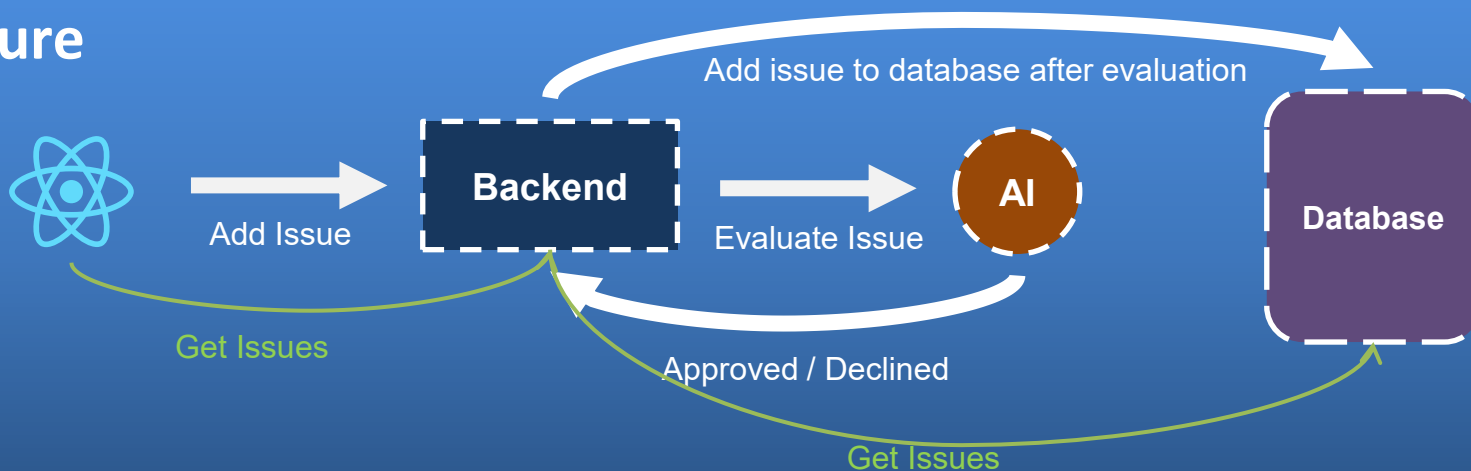 ure
Add issue to database after evaluation
Backend
AI
Database
Add Issue
Evaluate Issue
Get Issues
Approved / Declined
Get Issues